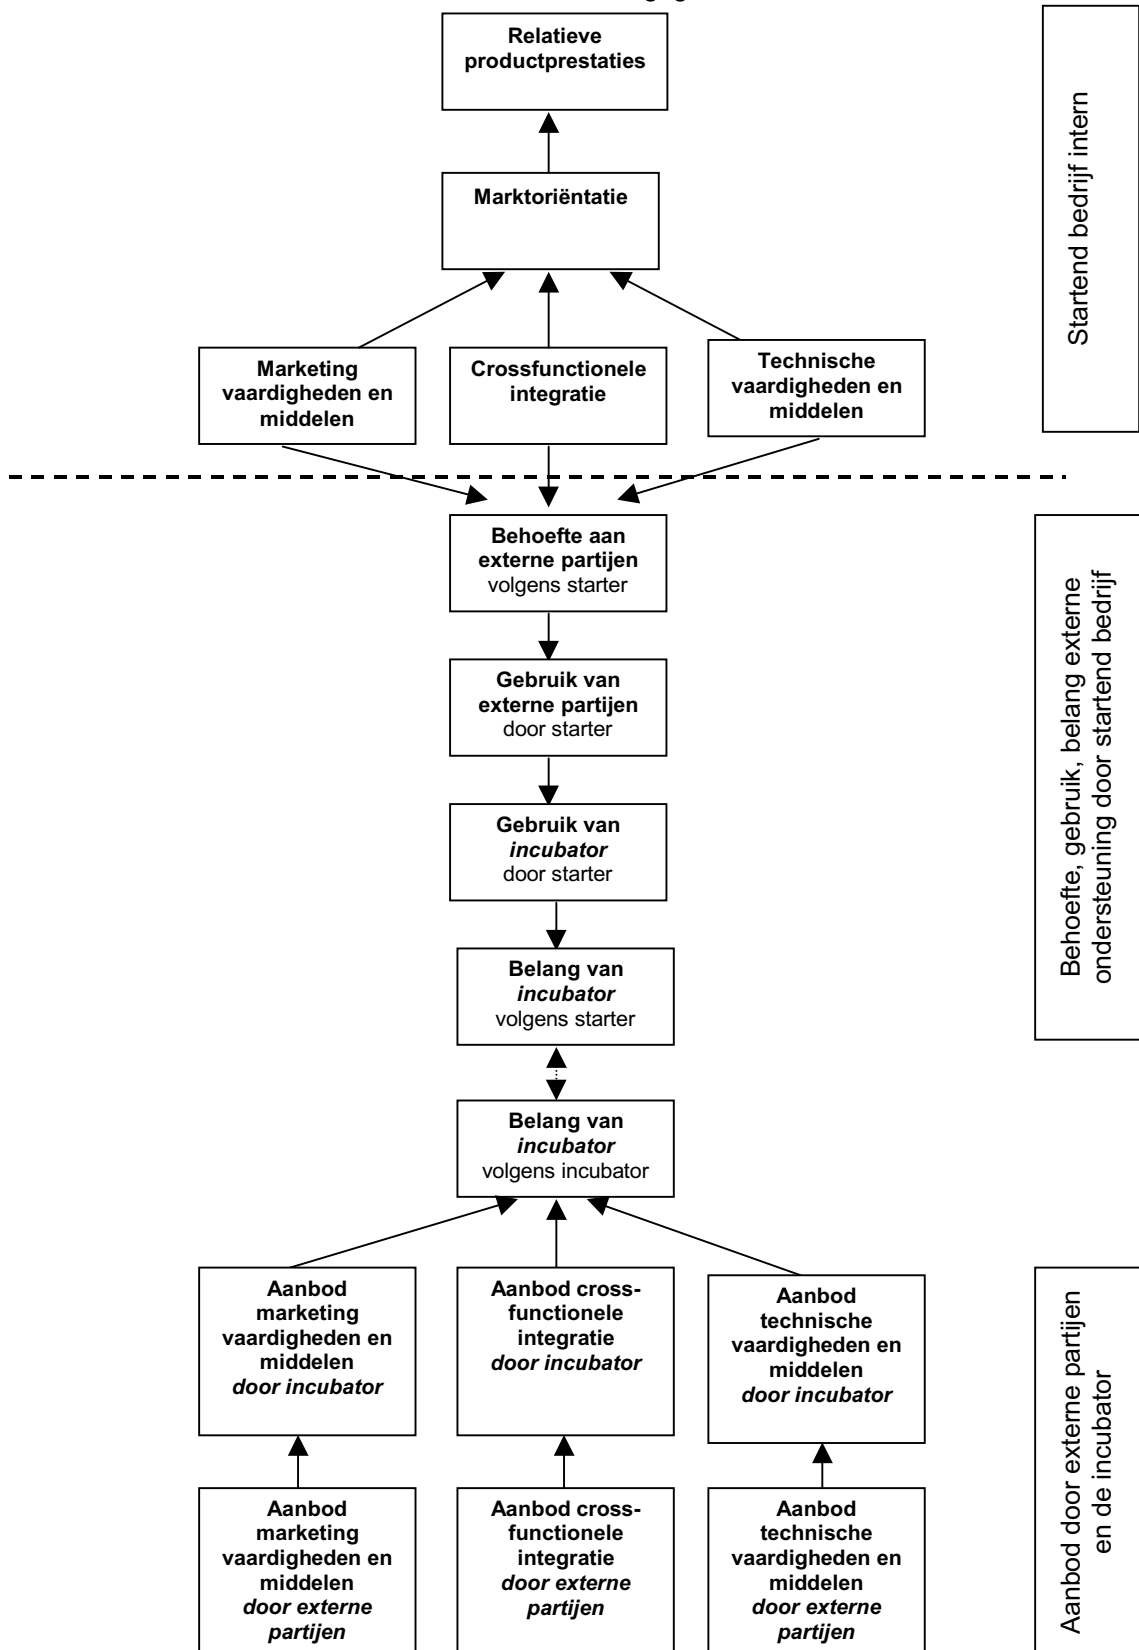 Relatieve
productprestaties
Marktoriëntatie
Startend bedrijf intern
Marketing
vaardigheden en
middelen
Crossfunctionele
integratie
Technische
vaardigheden en
middelen
Behoefte aan
externe partijen
volgens starter
Gebruik van
externe partijen
door starter
Gebruik van
incubator
door starter
Belang van
incubator
volgens starter
Behoefte, gebruik, belang externe
ondersteuning door startend bedrijf
Belang van
incubator
volgens incubator
Aanbod
marketing
vaardigheden en
middelen
door incubator
Aanbod cross-
functionele
integratie
door incubator
Aanbod
technische
vaardigheden en
middelen
door incubator
Aanbod
marketing
vaardigheden en
middelen
door externe
partijen
Aanbod cross-
functionele
integratie
door externe
partijen
Aanbod
technische
vaardigheden en
middelen
door externe
partijen
Aanbod door externe partijen
en de incubator